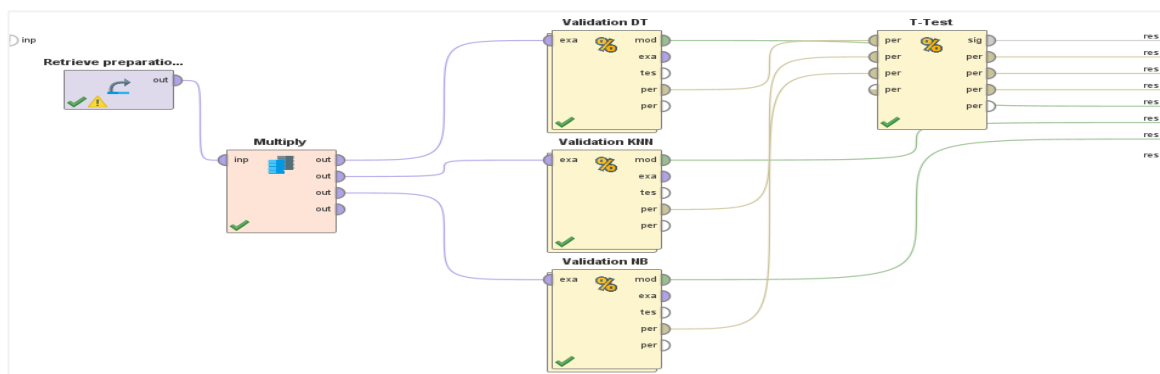 inp
Retrieve preparatio...
out
Multiply
inp
out
out
out
out
Validation DT
exa
mod
exa
tes
per
per
Validation KNN
exa
mod
exa
tes
per
per
Validation NB
exa
mod
exa
tes
per
per
T-Test
per
sig
per
per
per
per
per
per
per
res
res
res
res
res
res
res
res